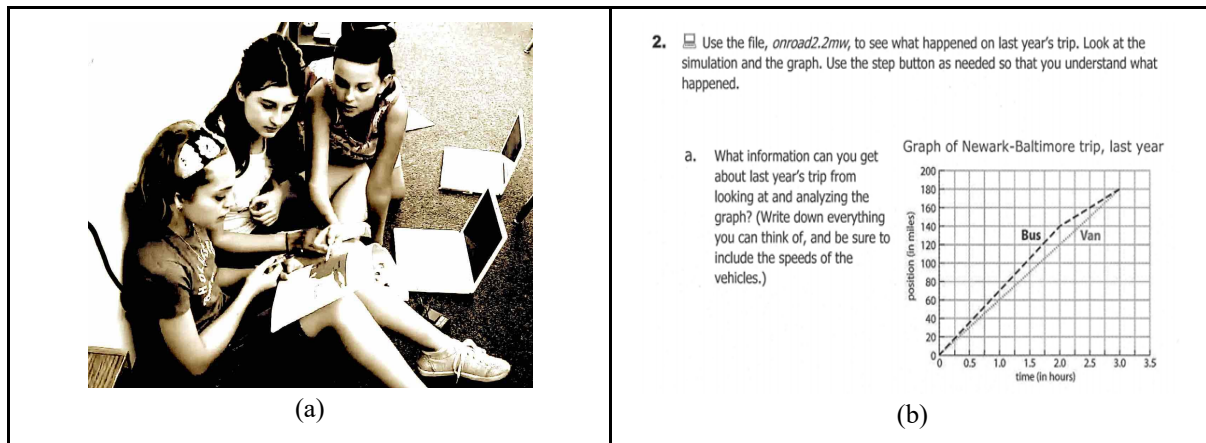 (a)
2. Use the file, onroad2.2mw, to see what happened on last year's trip. Look at the
simulation and the graph. Use the step button as needed so that you understand what
happened.
a. What information can you get
about last year's trip from
looking at and analyzing the
graph? (Write down everything
you can think of, and be sure to
include the speeds of the
vehicles.)
Graph of Newark-Baltimore trip, last year
position (in miles)
200
180
160
140
120
100
80
60
40
20
0
Bus
Van
0 0.5 1.0 1.5 2.0 2.5 3.0 3.5
time (in hours)
(b)